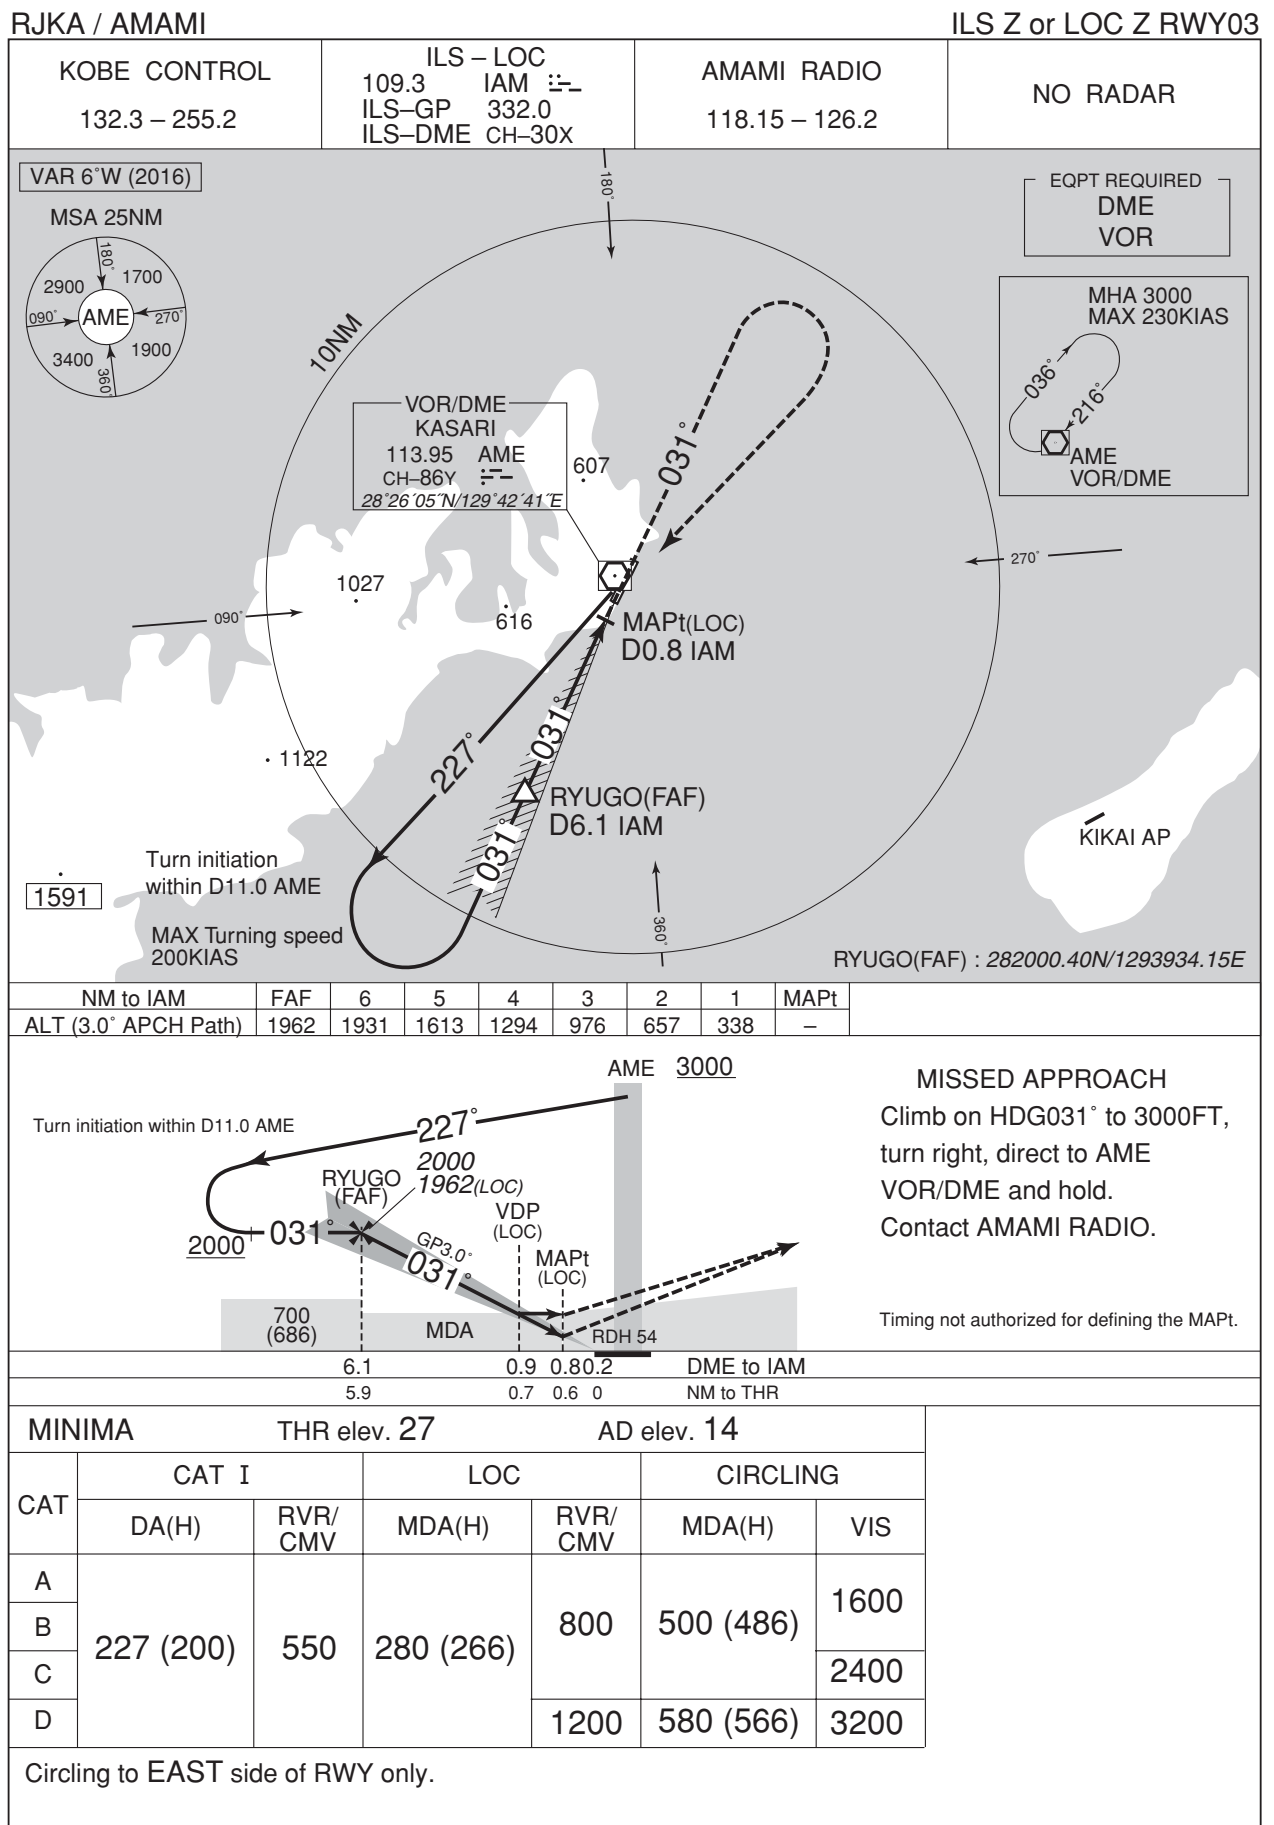 RJKA / AMAMI
ILS Z or LOC Z RWY03
KOBE CONTROL
132.3 – 255.2
ILS – LOC
109.3 IAM
ILS–GP 332.0
ILS–DME CH–30X
AMAMI RADIO
118.15 – 126.2
NO RADAR
VAR 6°W (2016)
MSA 25NM
180°
2900
1700
090°
AME
270°
3400
1900
360°
180°
EQPT REQUIRED
DME
VOR
MHA 3000
MAX 230KIAS
036°
216°
AME
VOR/DME
10NM
VOR/DME
KASARI
113.95 AME
CH–86Y
28°26´05˝N/129°42´41˝E
607
031°
270°
1027
616
090°
MAPt(LOC)
D0.8 IAM
031°
227°
1122
RYUGO(FAF)
D6.1 IAM
031°
KIKAI AP
Turn initiation
within D11.0 AME
1591
MAX Turning speed
200KIAS
360°
RYUGO(FAF) : 282000.40N/1293934.15E
NM to IAM FAF 6 5 4 3 2 1 MAPt
ALT (3.0° APCH Path) 1962 1931 1613 1294 976 657 338 –
AME 3000
Turn initiation within D11.0 AME
227°
2000
1962(LOC)
RYUGO
(FAF)
VDP
(LOC)
2000
031°
GP3.0°
031°
MAPt
(LOC)
700
(686)
MDA
RDH 54
MISSED APPROACH
Climb on HDG031° to 3000FT,
turn right, direct to AME
VOR/DME and hold.
Contact AMAMI RADIO.
Timing not authorized for defining the MAPt.
6.1 0.9 0.8 0.2 DME to IAM
5.9 0.7 0.6 0 NM to THR
MINIMA THR elev. 27 AD elev. 14
CAT
CAT I LOC CIRCLING
DA(H) RVR/CMV MDA(H) RVR/CMV MDA(H) VIS
A
B
C
D
227 (200)
550
280 (266)
800
1200
500 (486)
580 (566)
1600
2400
3200
Circling to EAST side of RWY only.